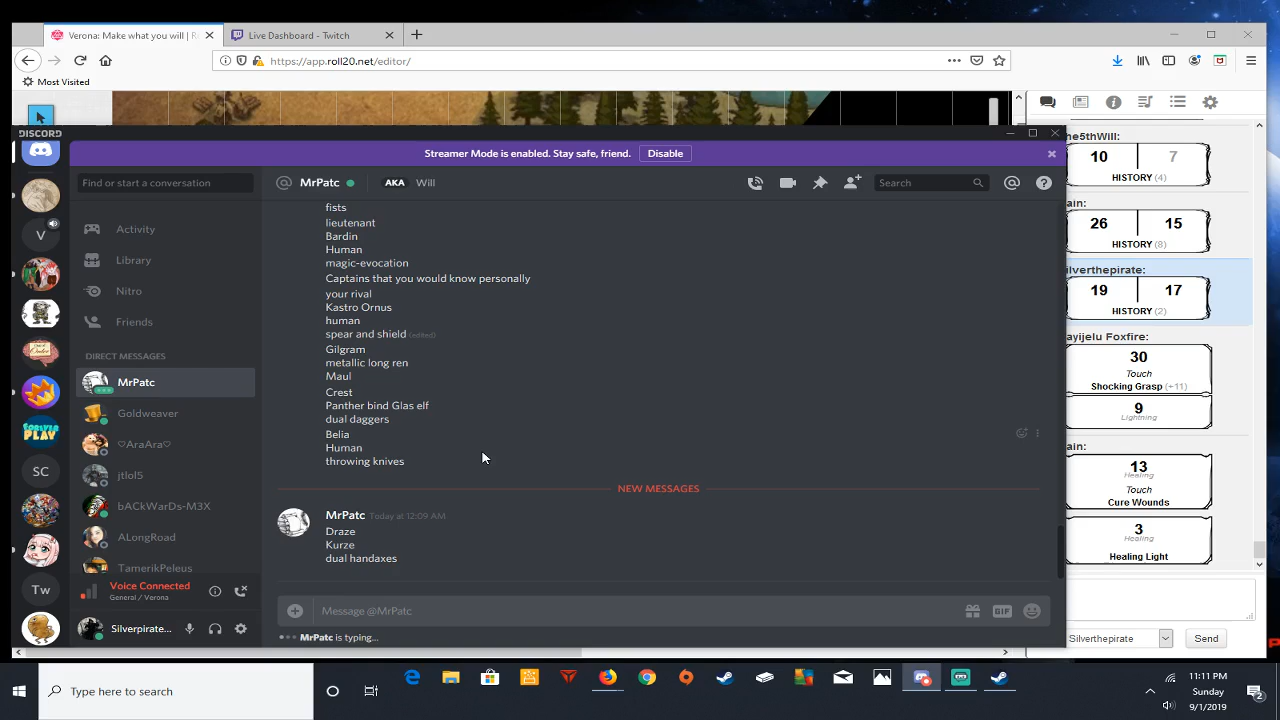 Verona: Make what you will | R
Live Dashboard - Twitch
https://app.roll20.net/editor/
Most Visited
DISCORD
Streamer Mode is enabled. Stay safe, friend.
Disable
Find or start a conversation
MrPatc
AKA
Will
Search
Activity
Library
Nitro
Friends
DIRECT MESSAGES
MrPatc
Goldweaver
♡AraAra♡
jtlol5
bACkWarDs-M3X
ALongRoad
TamerikPeleus
V
SC
Tw
FOREVER
PLAY
Voice Connected
General / Verona
Silverpirate...
fists
lieutenant
Bardin
Human
magic-evocation
Captains that you would know personally
your rival
Kastro Ornus
human
spear and shield (edited)
Gilgram
metallic long ren
Maul
Crest
Panther bind Glas elf
dual daggers
Belia
Human
throwing knives
NEW MESSAGES
MrPatc Today at 12:09 AM
Draze
Kurze
dual handaxes
Message @MrPatc
GIF
MrPatc is typing...
he5thWill:
10 7
HISTORY (4)
ain:
26 15
HISTORY (8)
ilverthepirate:
19 17
HISTORY (2)
ayijelu Foxfire:
30
Touch
Shocking Grasp (+11)
9
Lightning
ain:
13
Healing
Touch
Cure Wounds
3
Healing
Healing Light
Silverthepirate
Send
Type here to search
11:11 PM
Sunday
9/1/2019
2